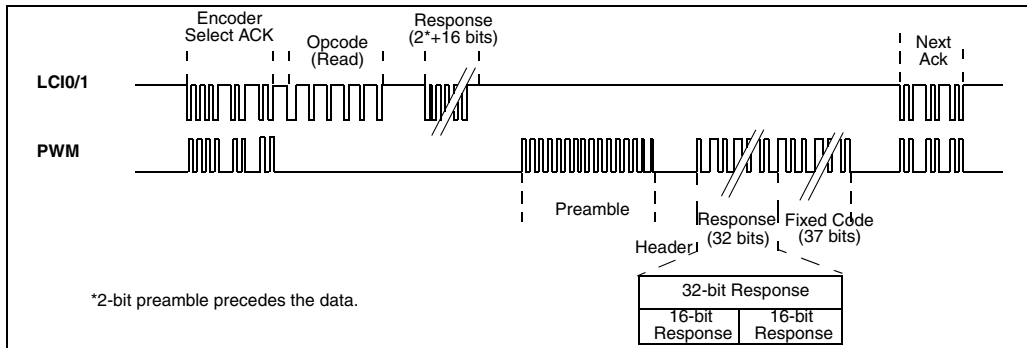 Encoder
Select ACK
Opcode
(Read)
Response
(2*+16 bits)
Next
Ack
LCI0/1
PWM
Preamble
Header
Response
(32 bits)
Fixed Code
(37 bits)
*2-bit preamble precedes the data.
32-bit Response
16-bit
Response
16-bit
Response